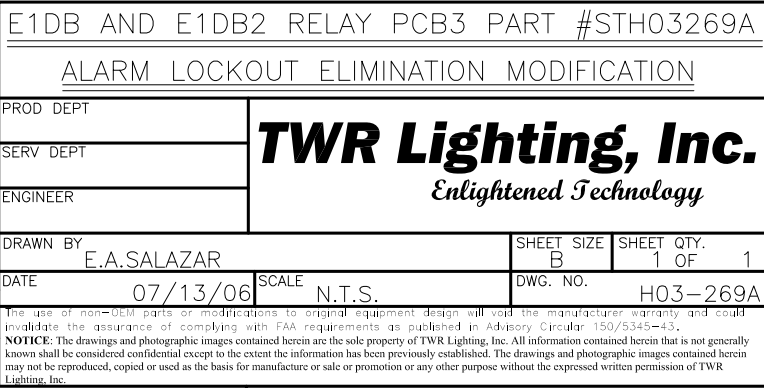 E1DB AND E1DB2 RELAY PCB3 PART #STH03269A
ALARM LOCKOUT ELIMINATION MODIFICATION
PROD DEPT
SERV DEPT
ENGINEER
TWR Lighting, Inc.
Enlightened Technology
DRAWN BY
E.A.SALAZAR
SHEET SIZE
B
SHEET QTY.
1 OF 1
DATE
07/13/06
SCALE
N.T.S.
DWG. NO.
H03-269A
The use of non-OEM parts or modifications to original equipment design will void the manufacturer warranty and could
invalidate the assurance of complying with FAA requirements as published in Advisory Circular 150/5345-43.
NOTICE: The drawings and photographic images contained herein are the sole property of TWR Lighting, Inc. All information contained herein that is not generally
known shall be considered confidential except to the extent the information has been previously established. The drawings and photographic images contained herein
may not be reproduced, copied or used as the basis for manufacture or sale or promotion or any other purpose without the expressed written permission of TWR
Lighting, Inc.